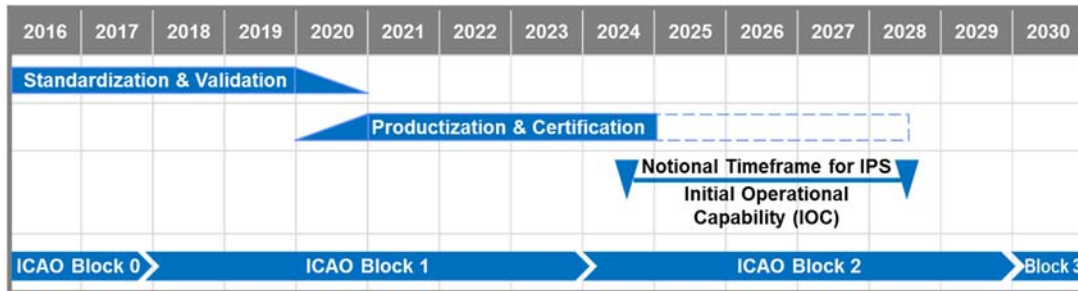 2016 2017 2018 2019 2020 2021 2022 2023 2024 2025 2026 2027 2028 2029 2030
Standardization & Validation
Productization & Certification
Notional Timeframe for IPS
Initial Operational
Capability (IOC)
ICAO Block 0 ICAO Block 1 ICAO Block 2 Block 3